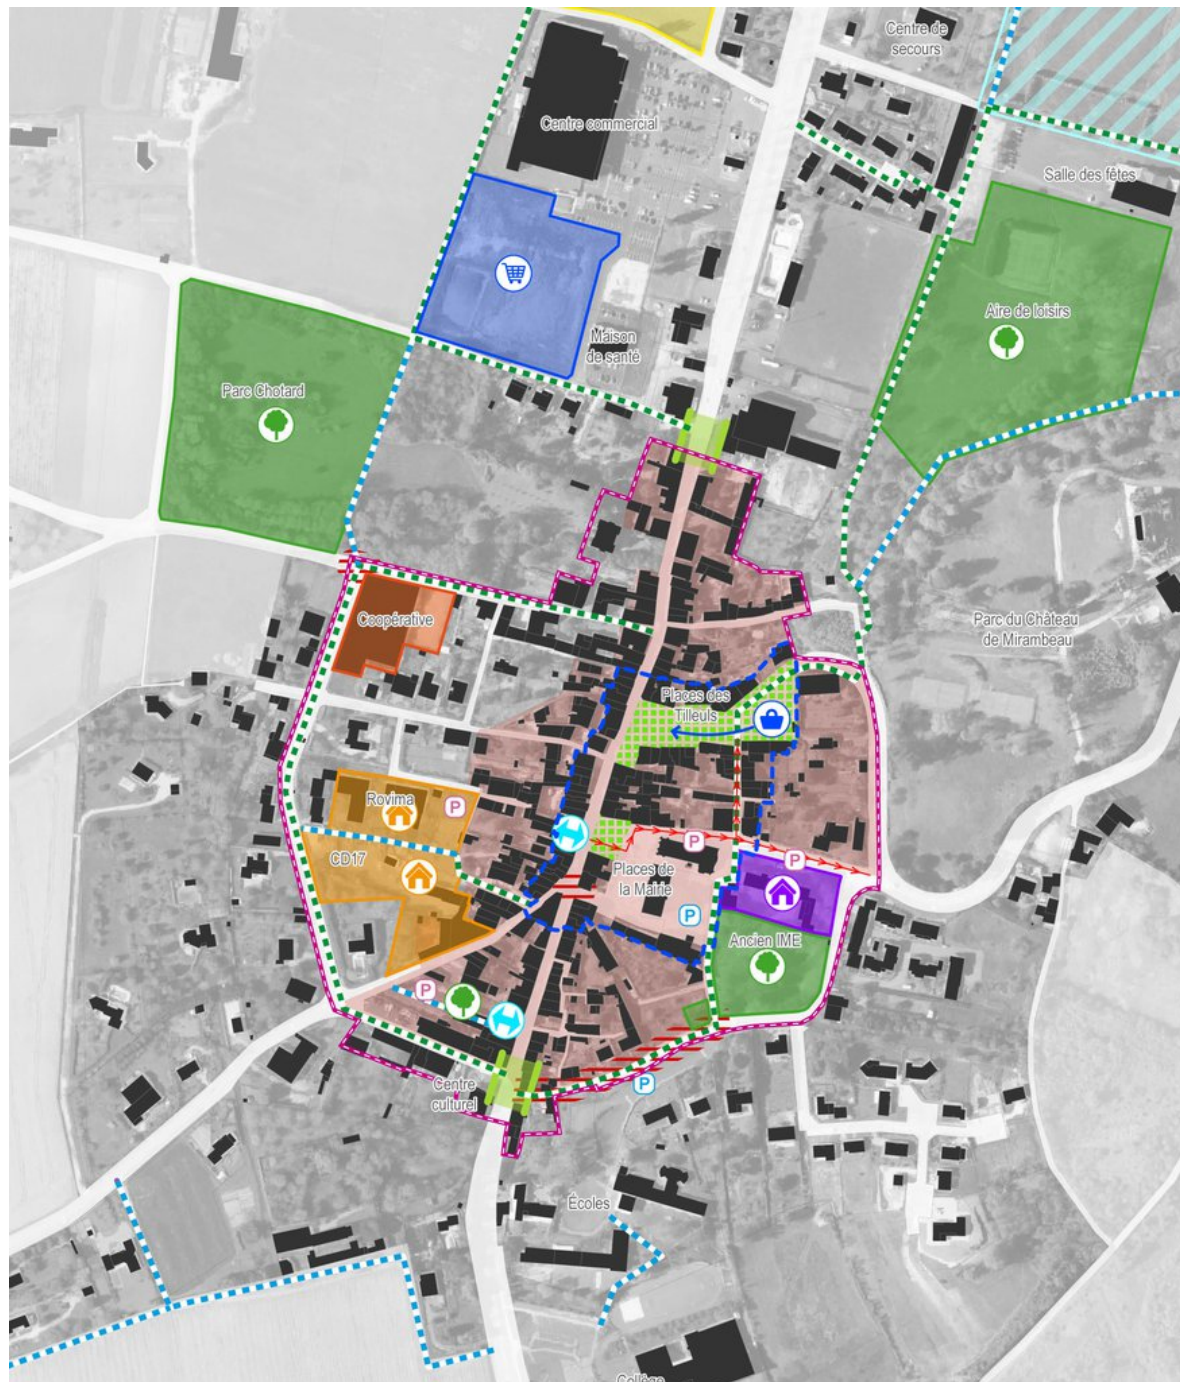 Centre de
secours
Centre commercial
Salle des fêtes
Aire de loisirs
Maison
de santé
Parc Chotard
Coopérative
Parc du Château
de Mirambeau
Places des
Tilleuls
Rovima
P
P
P
CD17
Places de
la Mairie
P
Ancien IME
P
P
Centre
culturel
Écoles
Collège